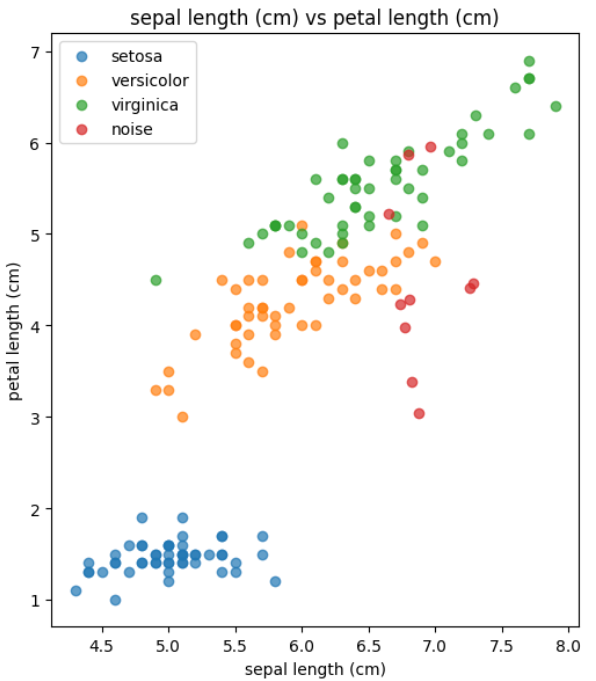 sepal length (cm) vs petal length (cm)
setosa
versicolor
virginica
noise
petal length (cm)
7
6
5
4
3
2
1
4.5 5.0 5.5 6.0 6.5 7.0 7.5 8.0
sepal length (cm)